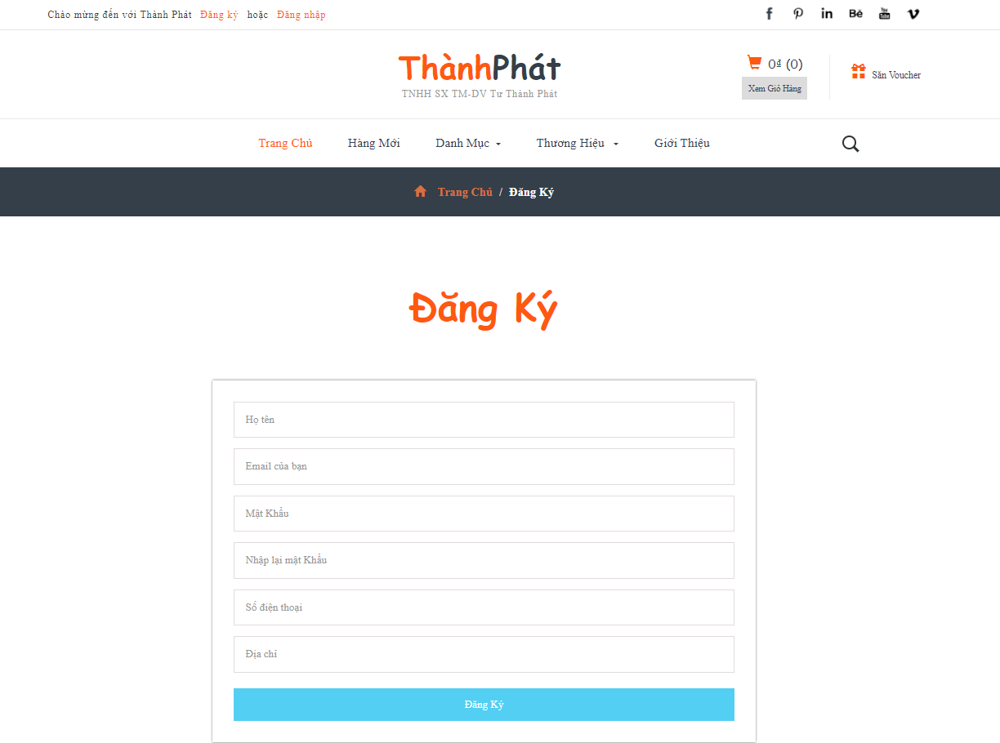 Chào mừng đến với Thành Phát Đăng ký hoặc Đăng nhập
ThànhPhát
TNHH SX TM-DV Tư Thành Phát
0₫ (0)
Xem Giỏ Hàng
Săn Voucher
Trang Chủ Hàng Mới Danh Mục Thương Hiệu Giới Thiệu
Trang Chủ / Đăng Ký
Đăng Ký
Họ tên
Email của bạn
Mật Khẩu
Nhập lại mật Khẩu
Số điện thoại
Địa chỉ
Đăng Ký